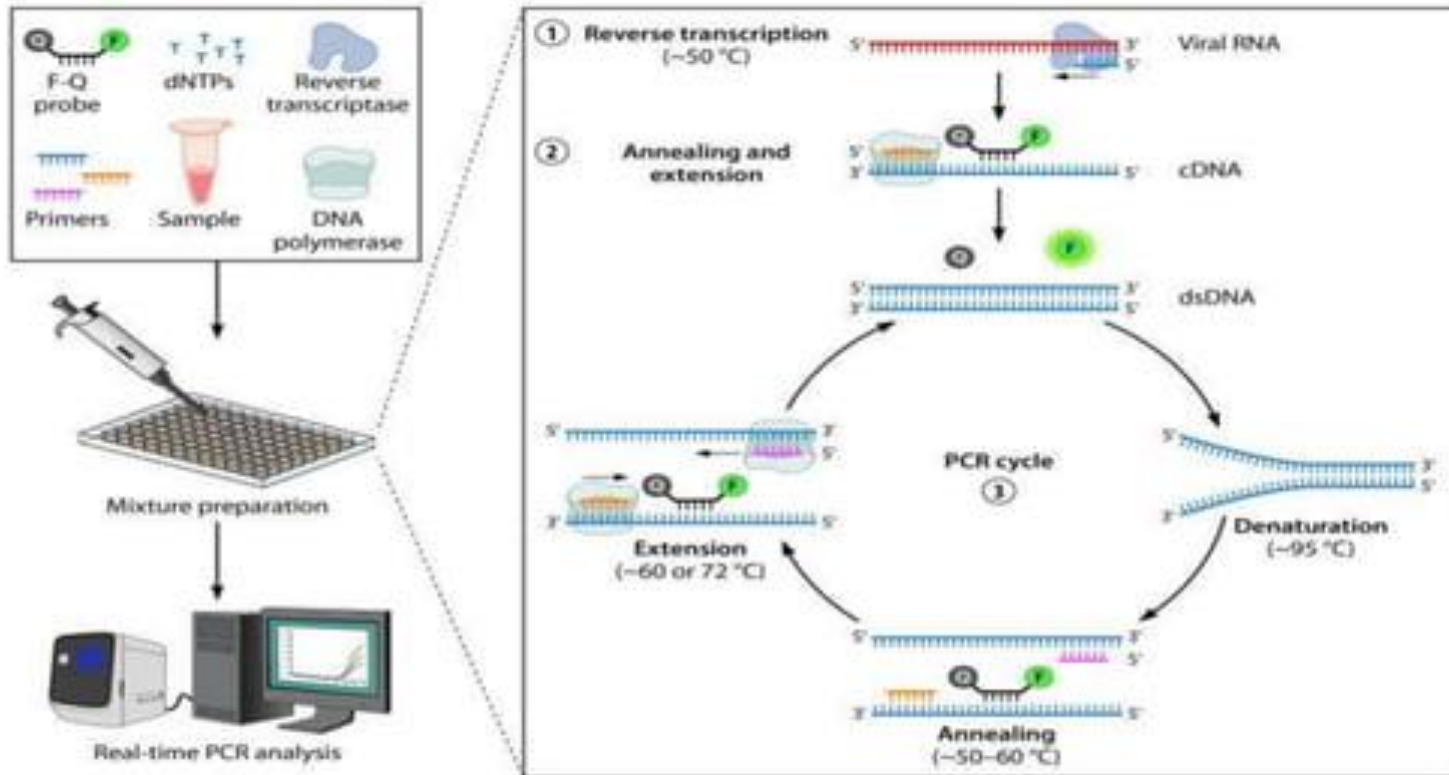 Q F
F-Q
probe
T T T T T T T
dNTPs
Reverse
transcriptase
Primers
Sample
DNA
polymerase
Mixture preparation
Real-time PCR analysis
1 Reverse transcription
(~50 °C)
5' 3'
5'
Viral RNA
2 Annealing and
extension
Q F
5'
3' 5'
cDNA
Q F
5' 3'
3' 5'
dsDNA
5' 3'
5'
Q F
3' 5'
Extension
(~60 or 72 °C)
PCR cycle
3
5'
3'
5'
3'
Denaturation
(~95 °C)
5' 3'
5'
Q F
3' 5'
Annealing
(~50–60 °C)